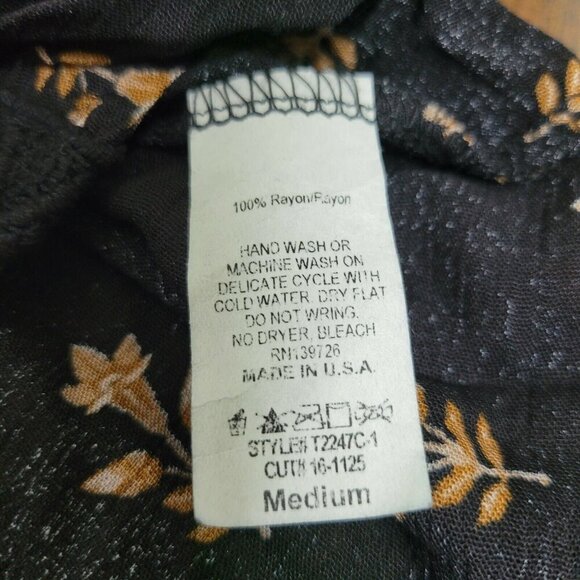 100% Rayon/Rayon
HAND WASH OR
MACHINE WASH ON
DELICATE CYCLE WITH
COLD WATER. DRY FLAT
DO NOT WRING.
NO DRYER, BLEACH
RN139726
MADE IN U.S.A.
STYLE# T2247C-1
CUT# 16-1125
Medium